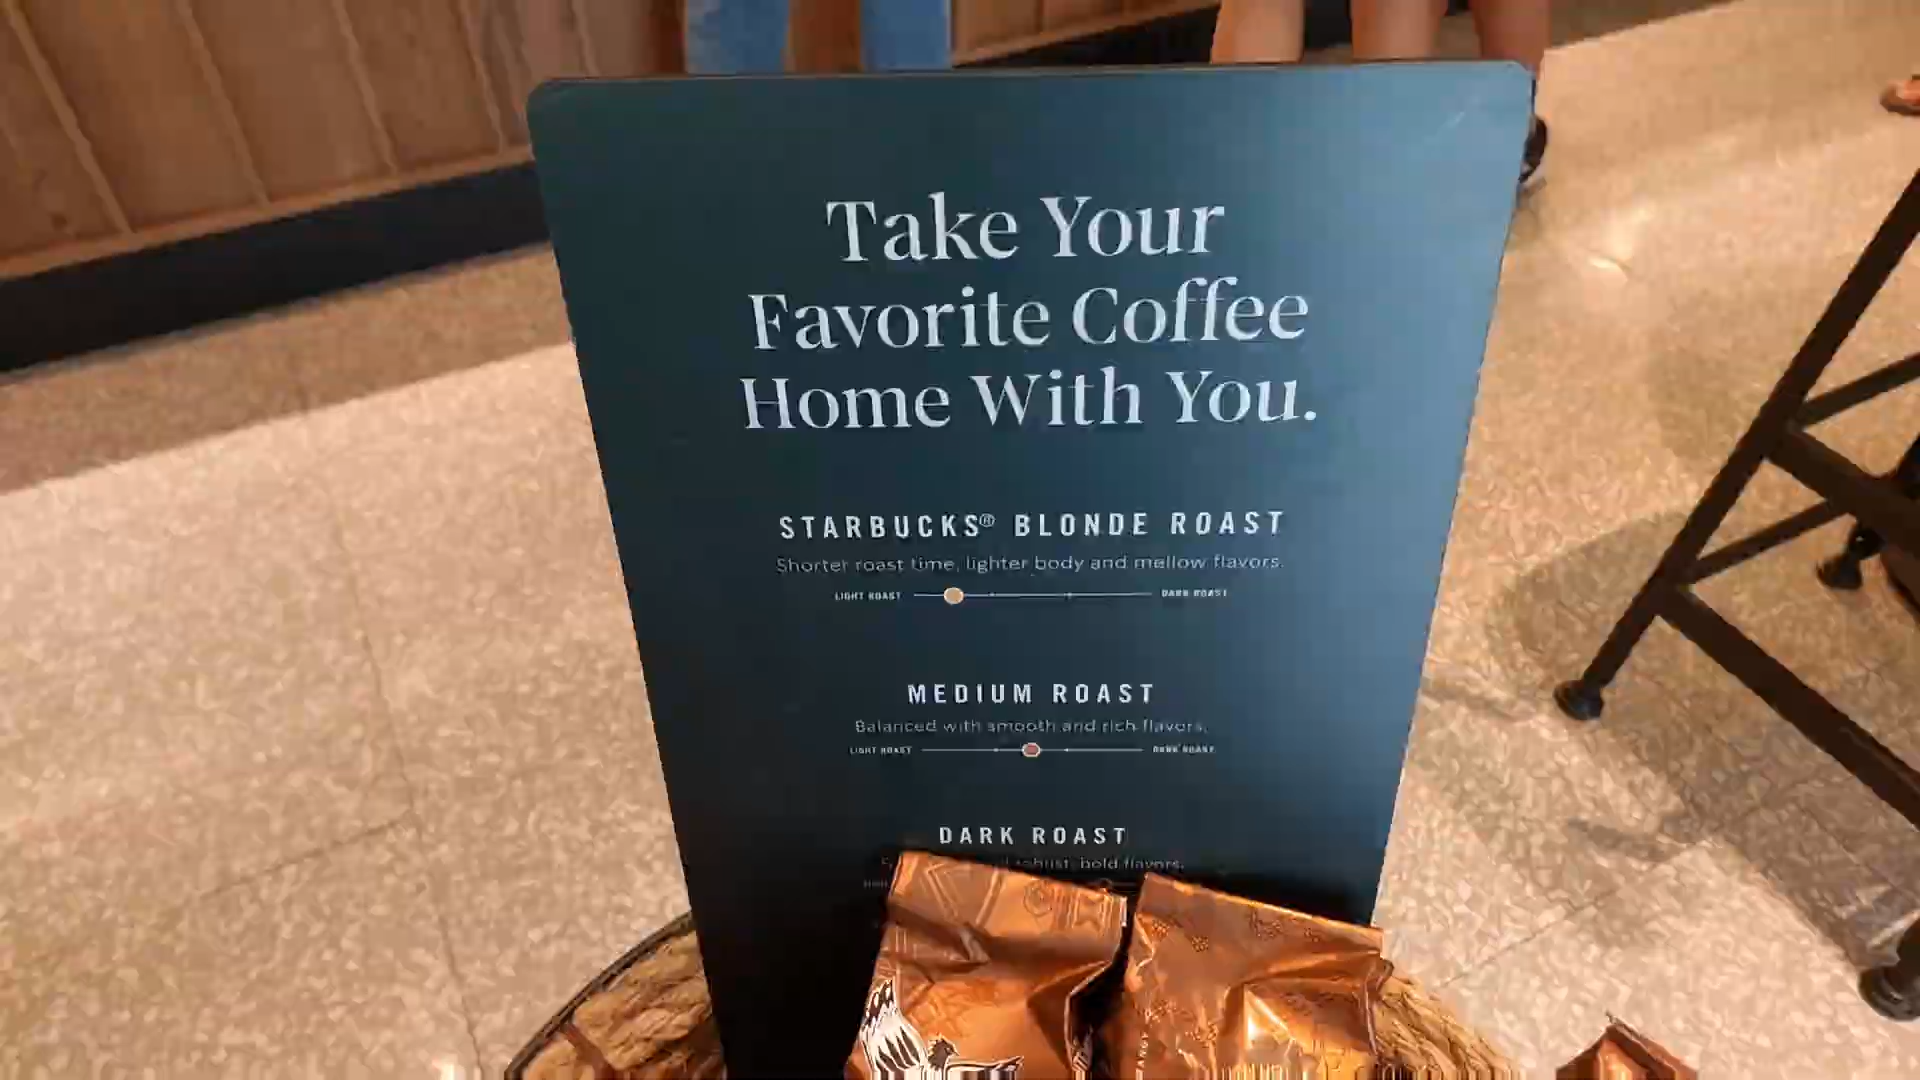 Take Your
Favorite Coffee
Home With You.
STARBUCKS® BLONDE ROAST
Shorter roast time, lighter body and mellow flavors.
LIGHT ROAST DARK ROAST
MEDIUM ROAST
Balanced with smooth and rich flavors.
LIGHT ROAST DARK ROAST
DARK ROAST
robust, bold flavors.